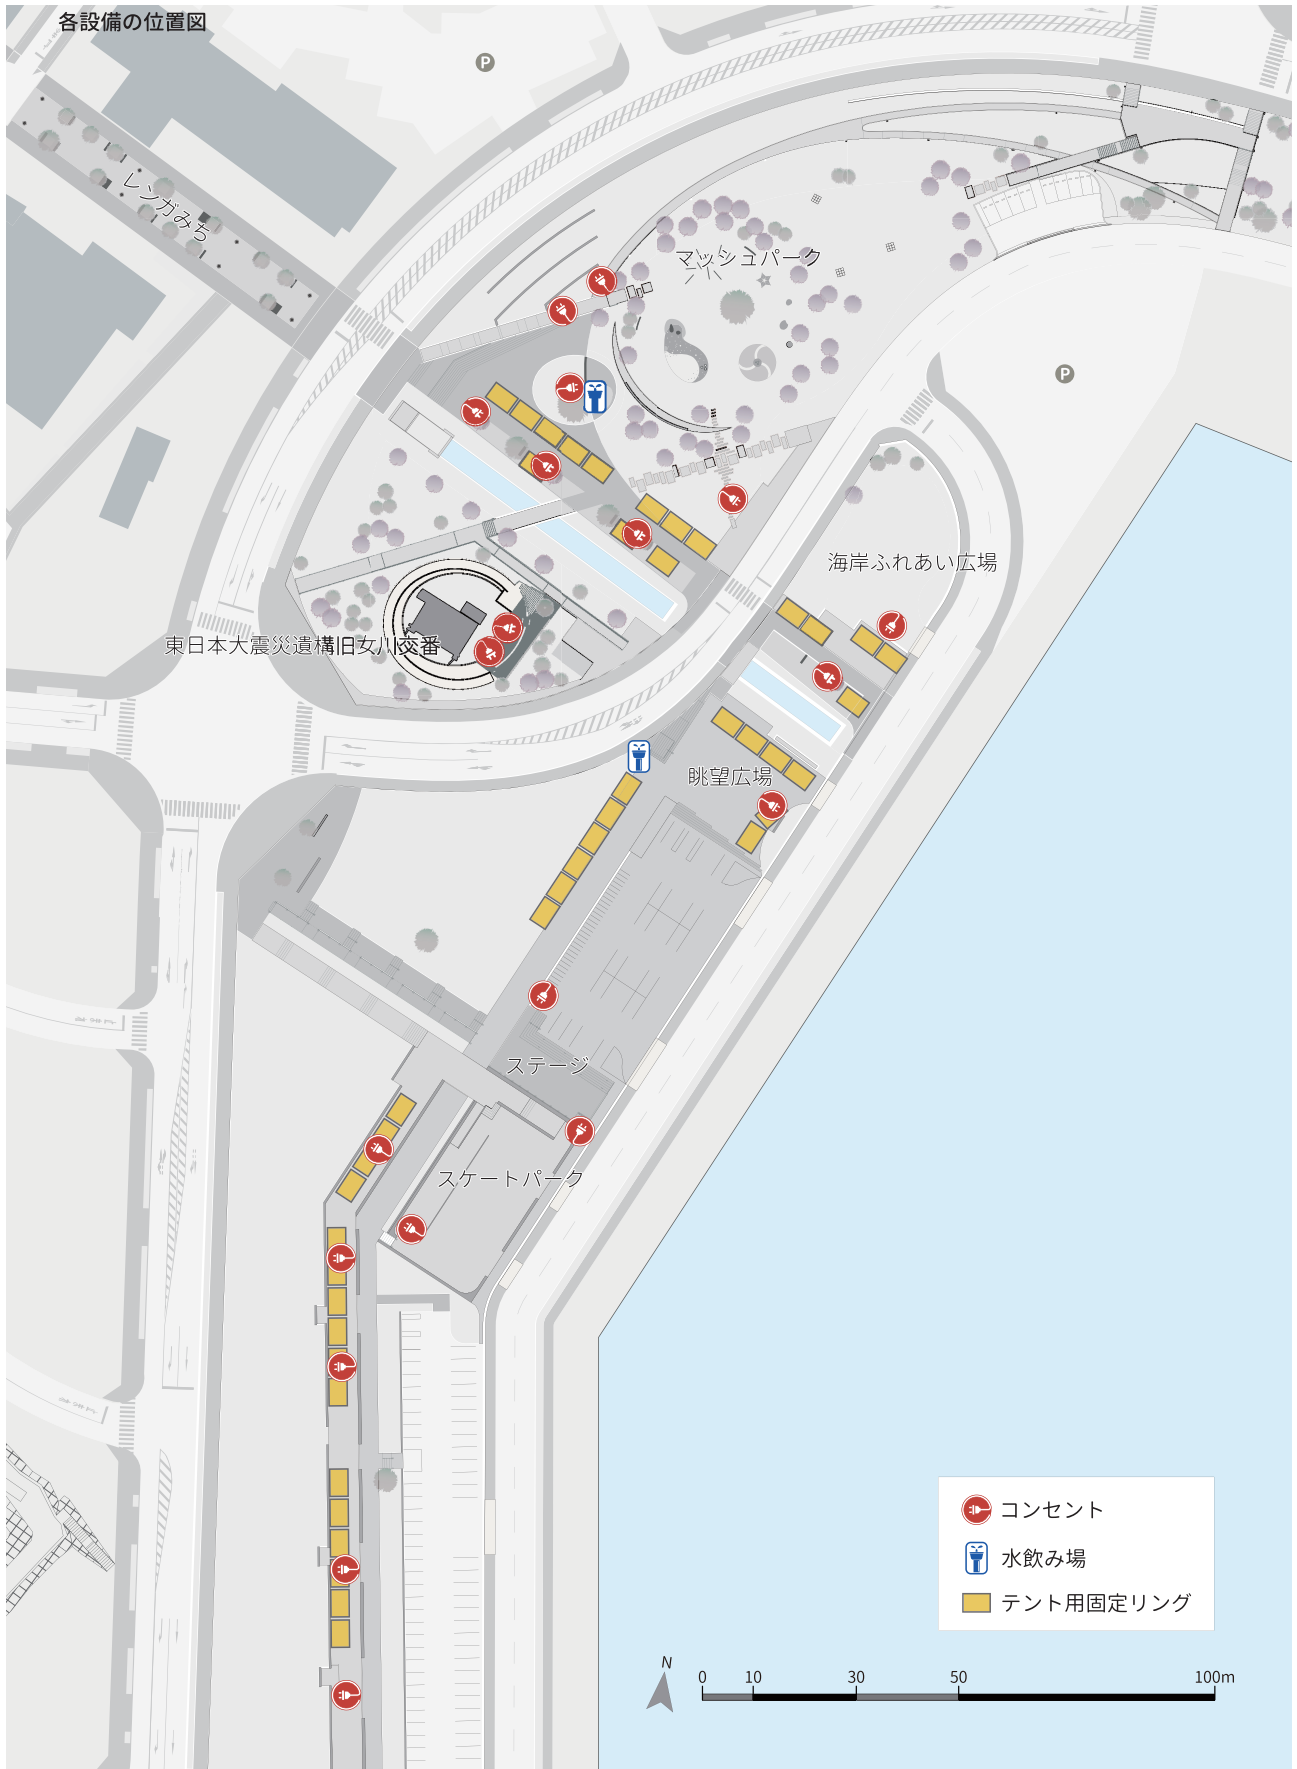 各設備の位置図
P
レンガみち
マッシュパーク
P
海岸ふれあい広場
東日本大震災遺構旧女川交番
眺望広場
ステージ
スケートパーク
コンセント
水飲み場
テント用固定リング
N
0 10 30 50 100m